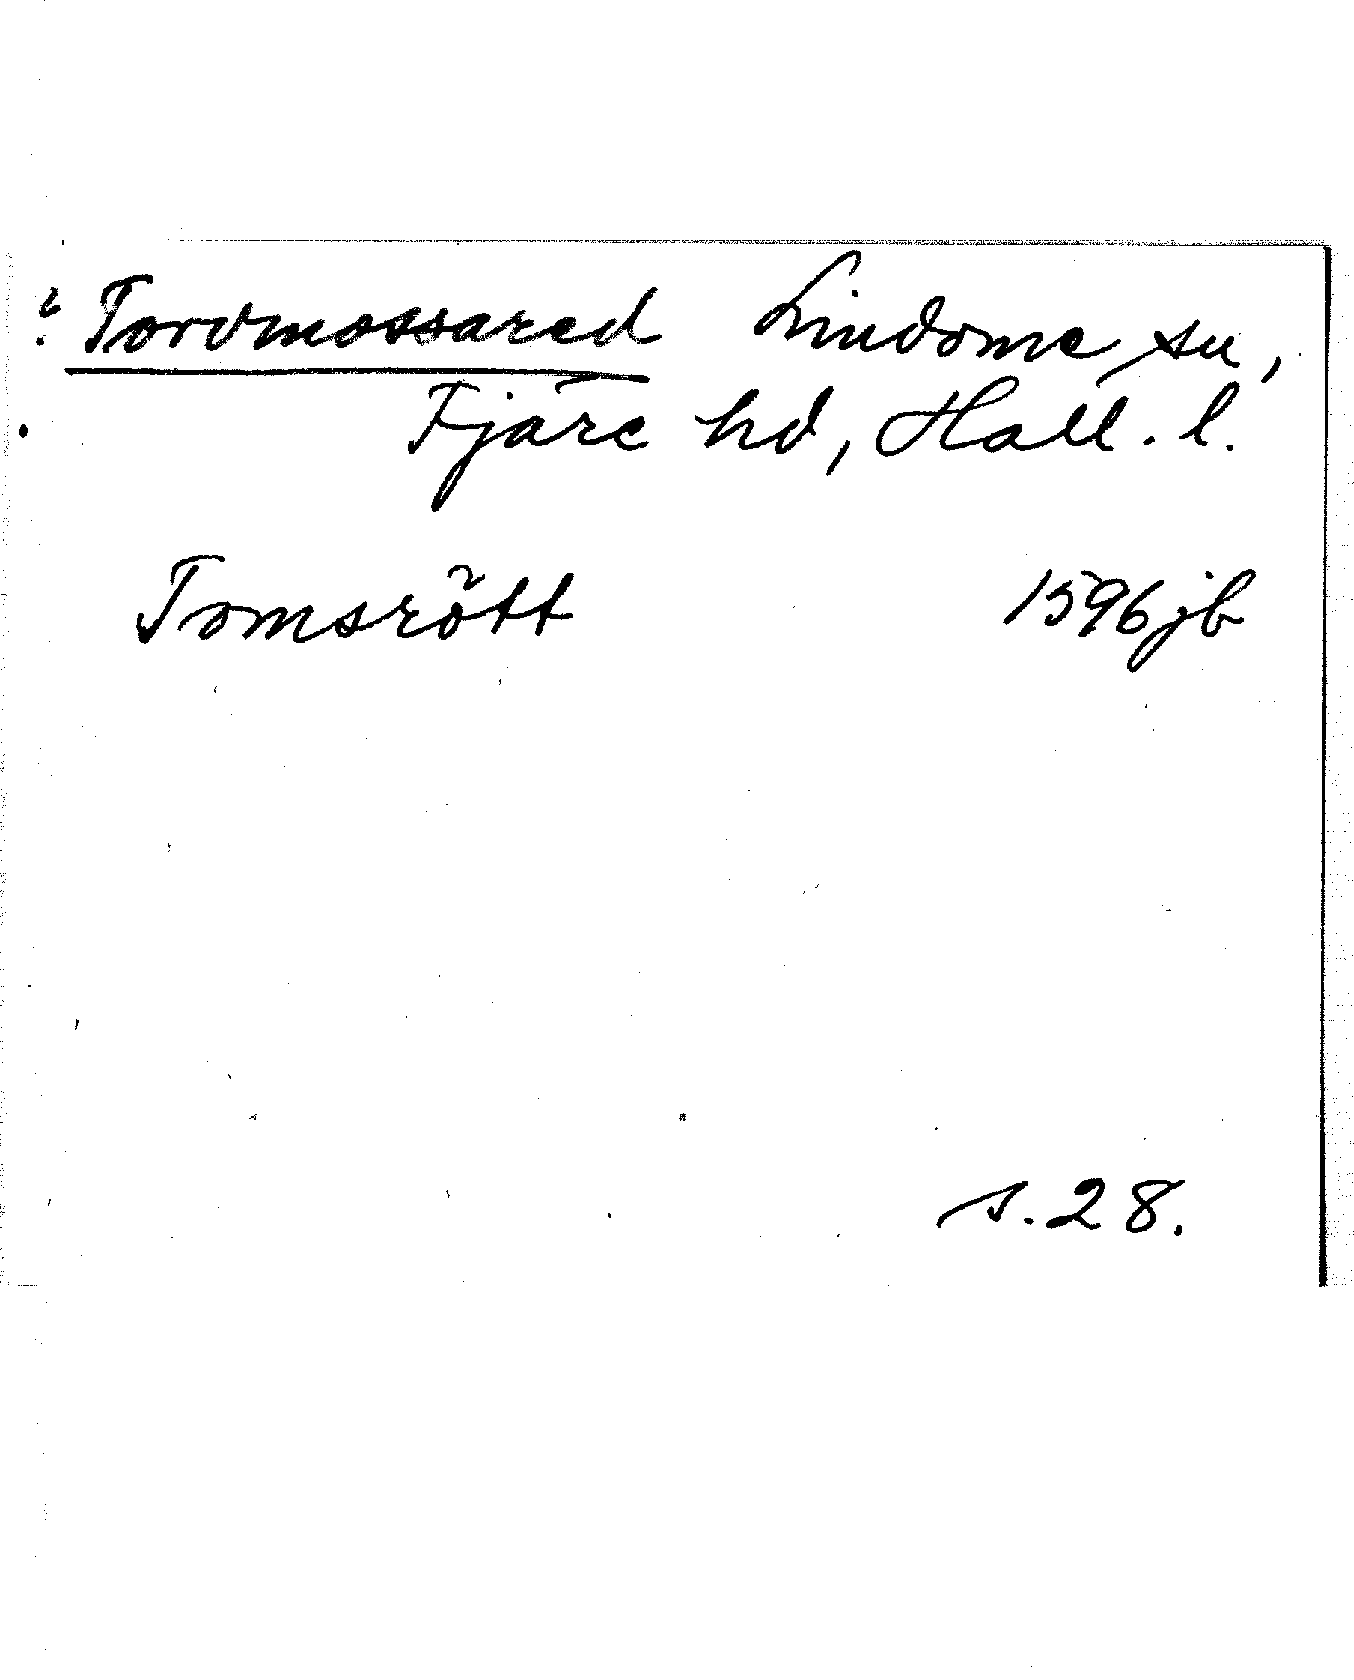 ? Torvmossared Lindome sn,
Fjäre hd, Hall. l.
Tomsrött 1596 jb
s. 28.